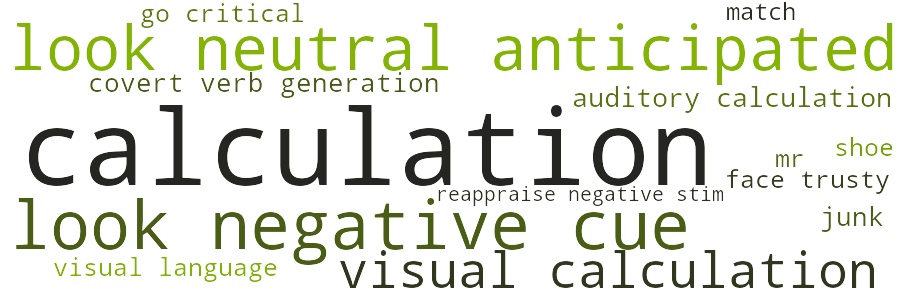 go critical
match
look neutral anticipated
covert verb generation
auditory calculation
calculation
shoe
mr
face trusty
reappraise negative stim
look negative cue
junk
visual language
visual calculation